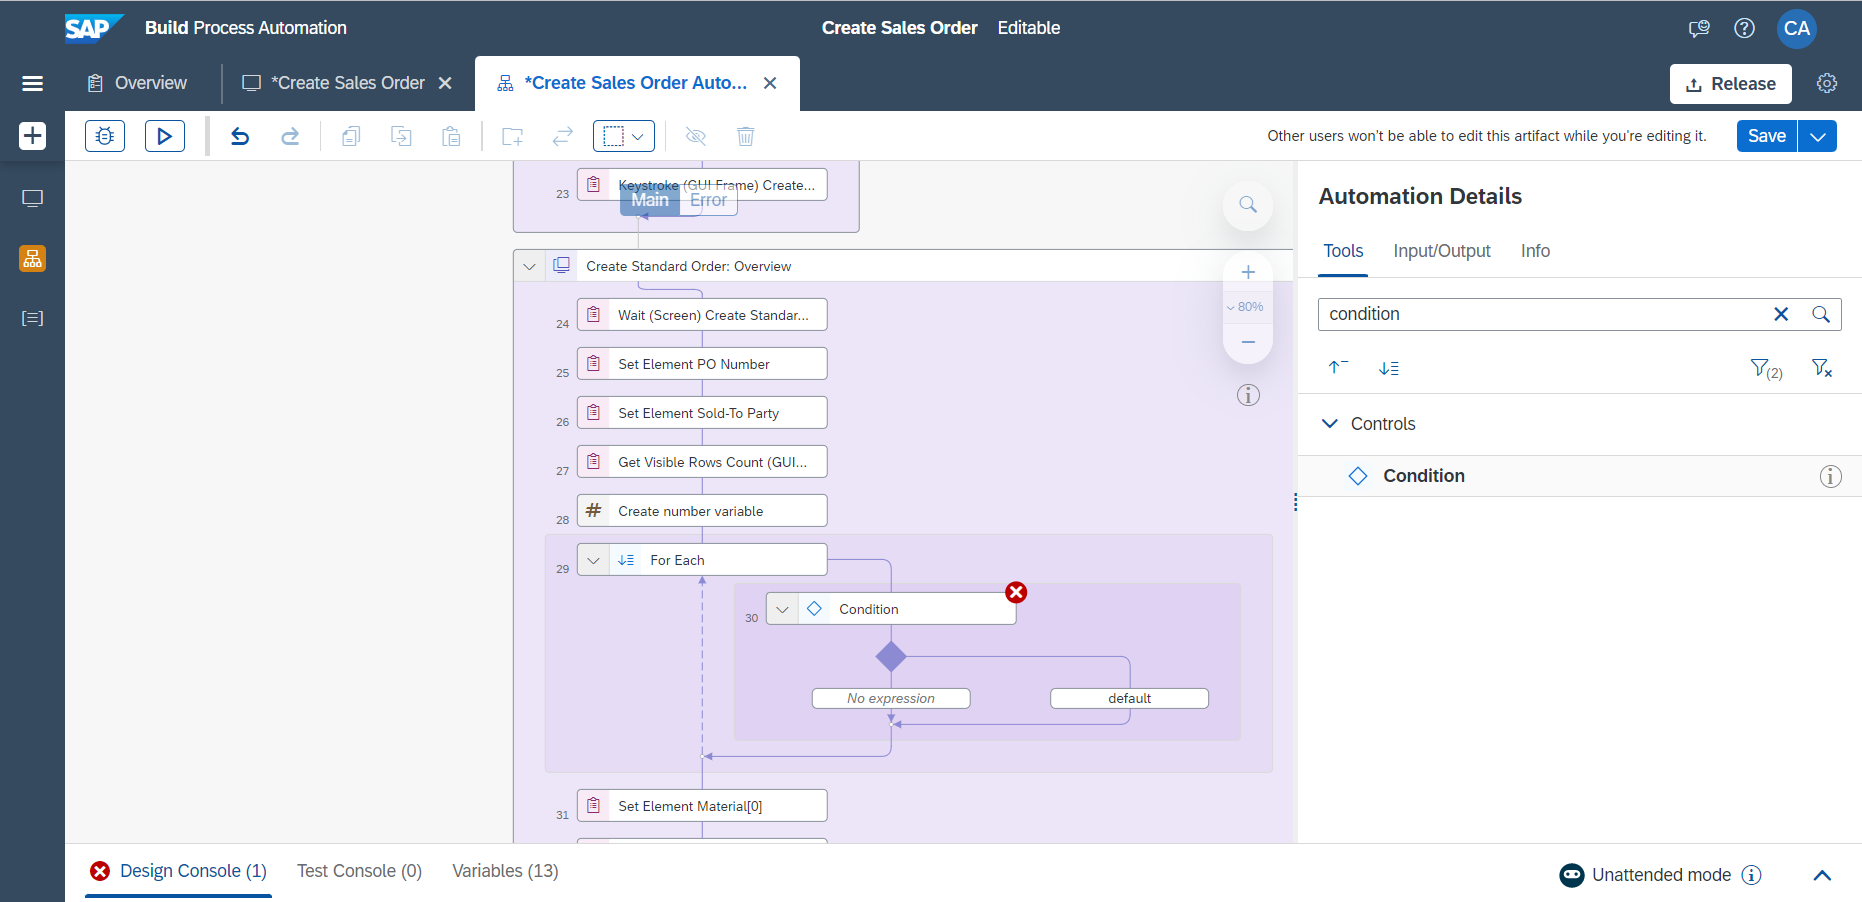 SAP
Build Process Automation
Create Sales Order Editable
CA
Overview
*Create Sales Order
*Create Sales Order Auto...
Release
Other users won't be able to edit this artifact while you're editing it.
Save
23
Keystroke (GUI Frame) Create...
Main
Error
Create Standard Order: Overview
24
Wait (Screen) Create Standar...
25
Set Element PO Number
26
Set Element Sold-To Party
27
Get Visible Rows Count (GUI...
28
Create number variable
29
For Each
30
Condition
No expression
default
31
Set Element Material[0]
80%
Automation Details
Tools
Input/Output
Info
condition
(2)
Controls
Condition
Design Console (1)
Test Console (0)
Variables (13)
Unattended mode